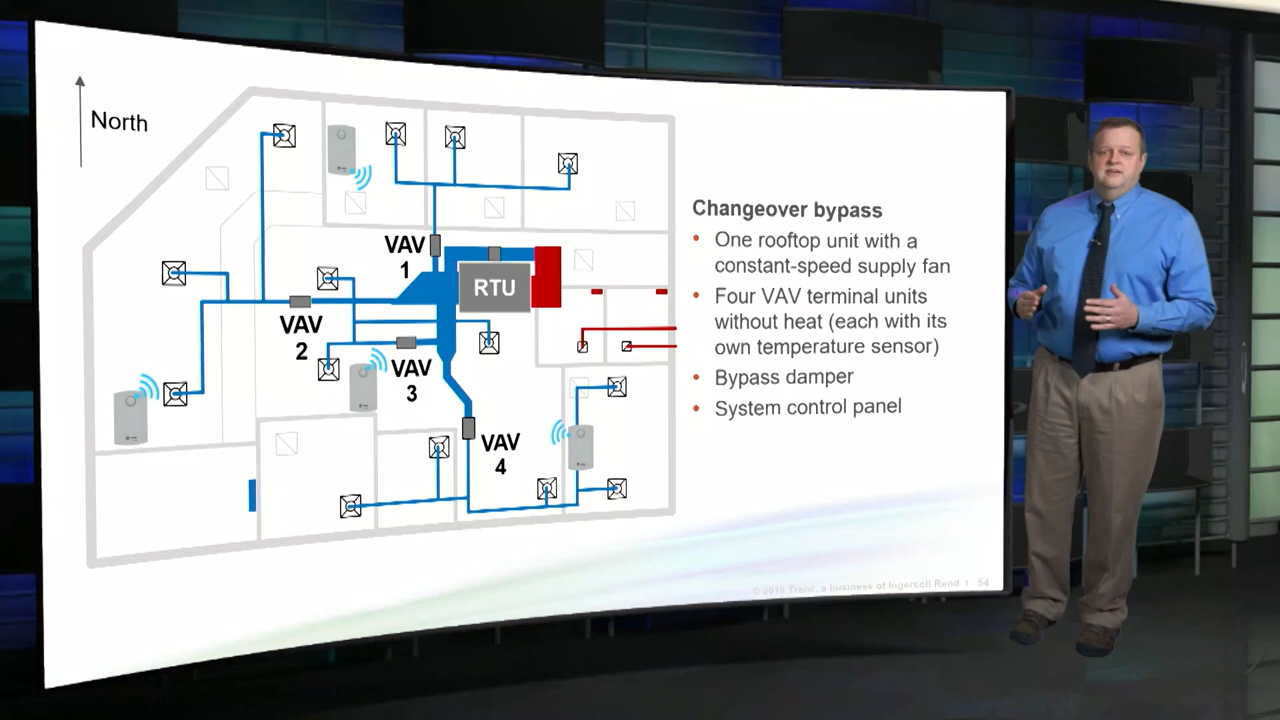 North
VAV
1
RTU
VAV
2
VAV
3
VAV
4
Changeover bypass
• One rooftop unit with a
constant-speed supply fan
• Four VAV terminal units
without heat (each with its
own temperature sensor)
• Bypass damper
• System control panel
a business of Ingersoll Rand | 54